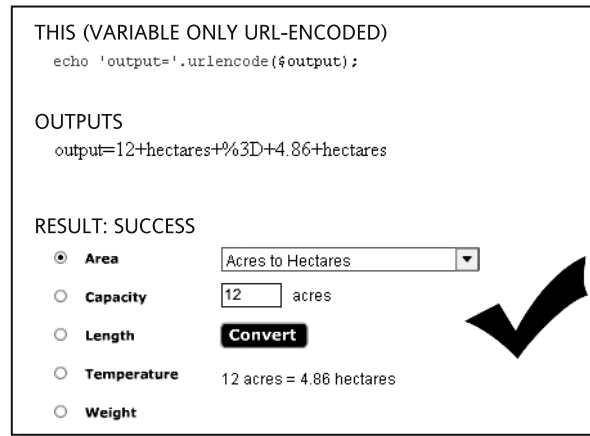 THIS (VARIABLE ONLY URL-ENCODED)
echo 'output='.urlencode($output);
OUTPUTS
output=12+hectares+%3D+4.86+hectares
RESULT: SUCCESS
Area Acres to Hectares
Capacity 12 acres
Length Convert
Temperature 12 acres = 4.86 hectares
Weight